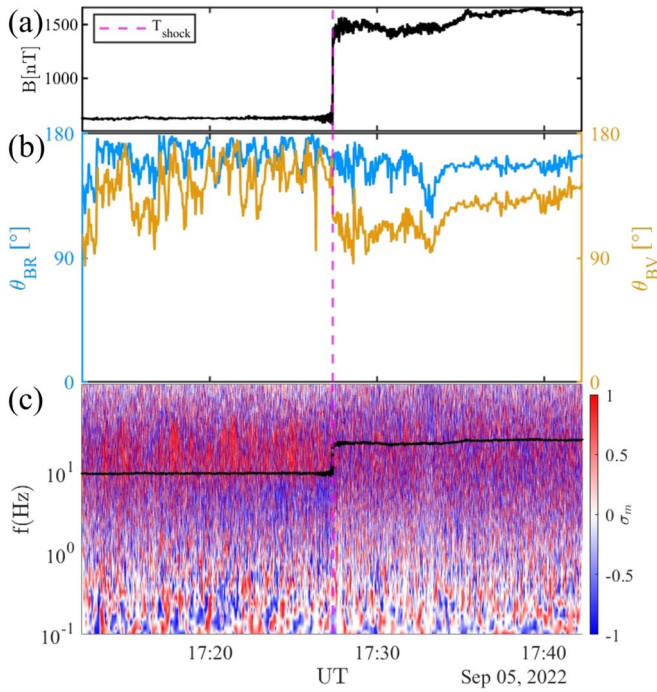 (a)
B[nT]
1500
1000
T_shock
(b)
θ_BR [°]
180
90
0
θ_BV [°]
180
90
0
(c)
f(Hz)
10^1
10^0
10^-1
1
0.5
0
-0.5
-1
σ_m
17:20
17:30
17:40
UT
Sep 05, 2022